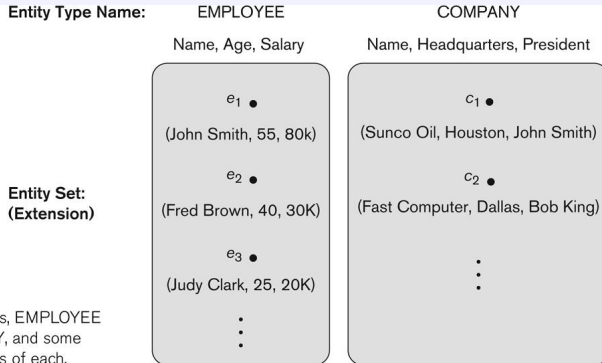 Entity Type Name: EMPLOYEE COMPANY
Name, Age, Salary Name, Headquarters, President
e1 c1
(John Smith, 55, 80k) (Sunco Oil, Houston, John Smith)
e2 c2
Entity Set:
(Extension)
(Fred Brown, 40, 30K) (Fast Computer, Dallas, Bob King)
e3
(Judy Clark, 25, 20K)
s, EMPLOYEE
Y, and some
s of each.